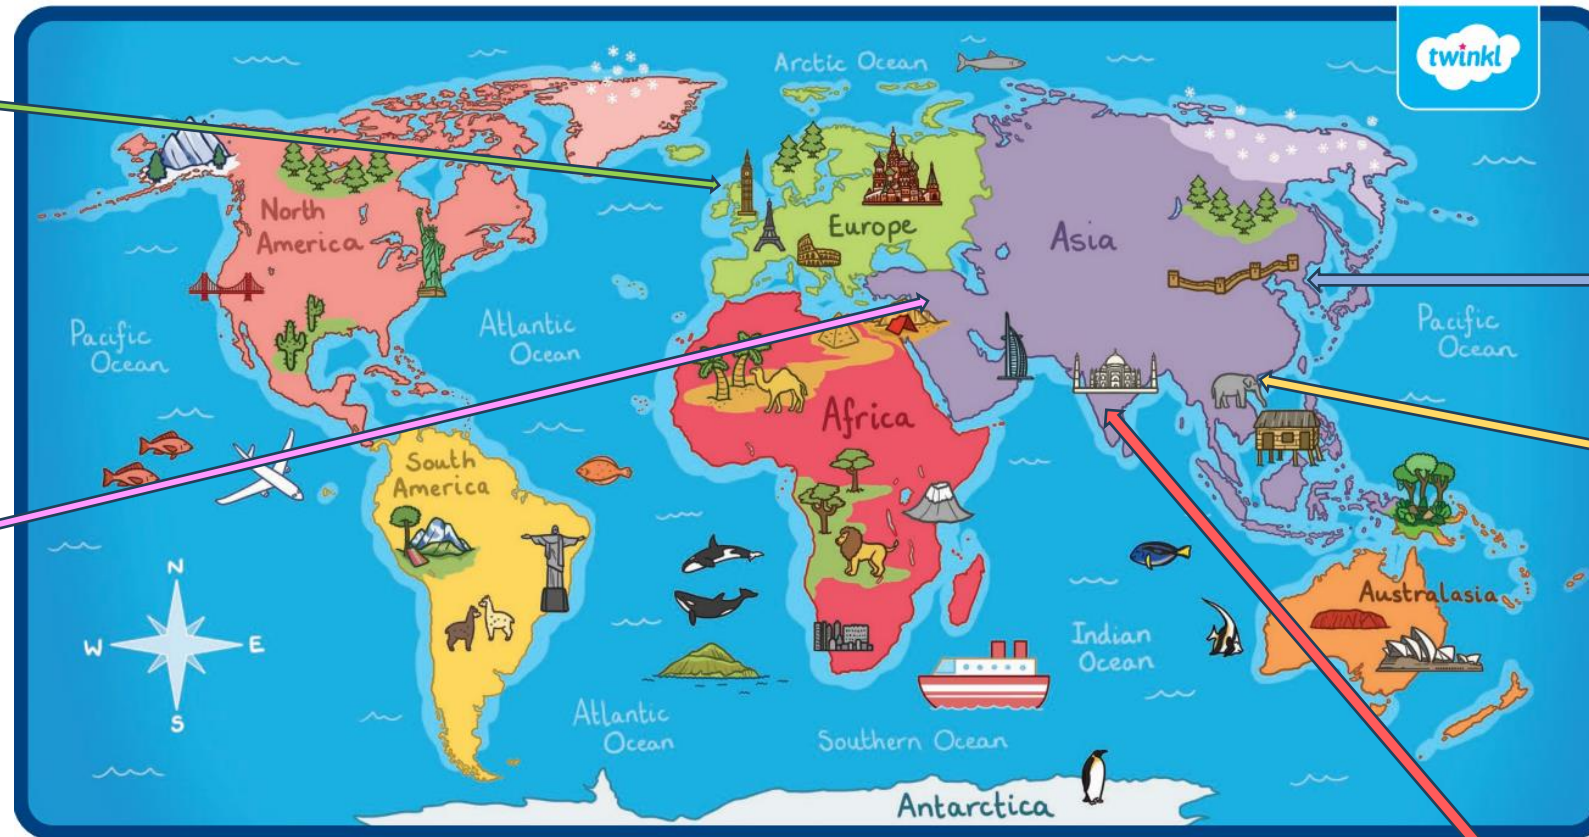 twinkl
Arctic Ocean
North
America
Europe
Asia
Pacific
Ocean
Atlantic
Ocean
Pacific
Ocean
Africa
South
America
N
W
E
S
Australasia
Indian
Ocean
Atlantic
Ocean
Southern Ocean
Antarctica